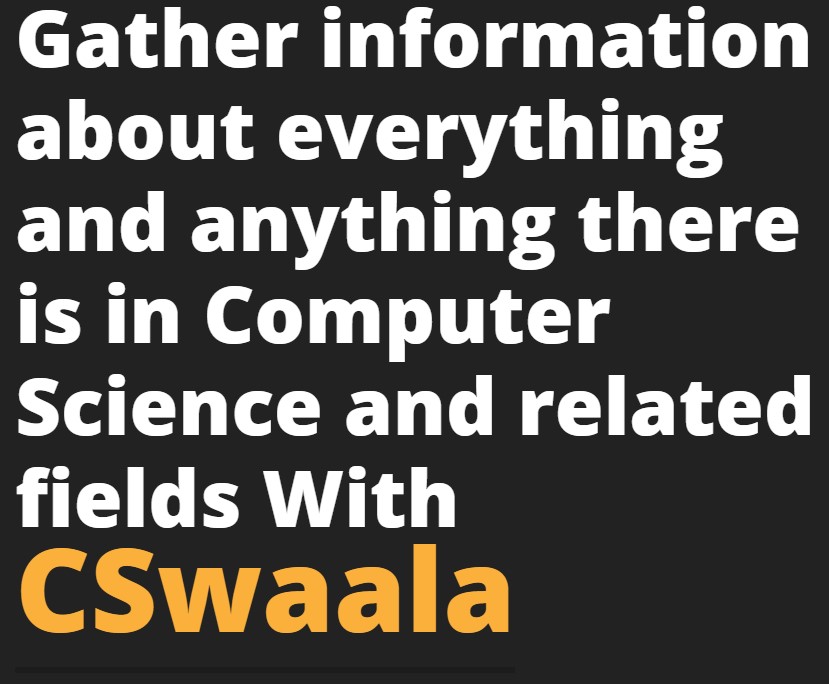 Gather information
about everything
and anything there
is in Computer
Science and related
fields With
CSwaala